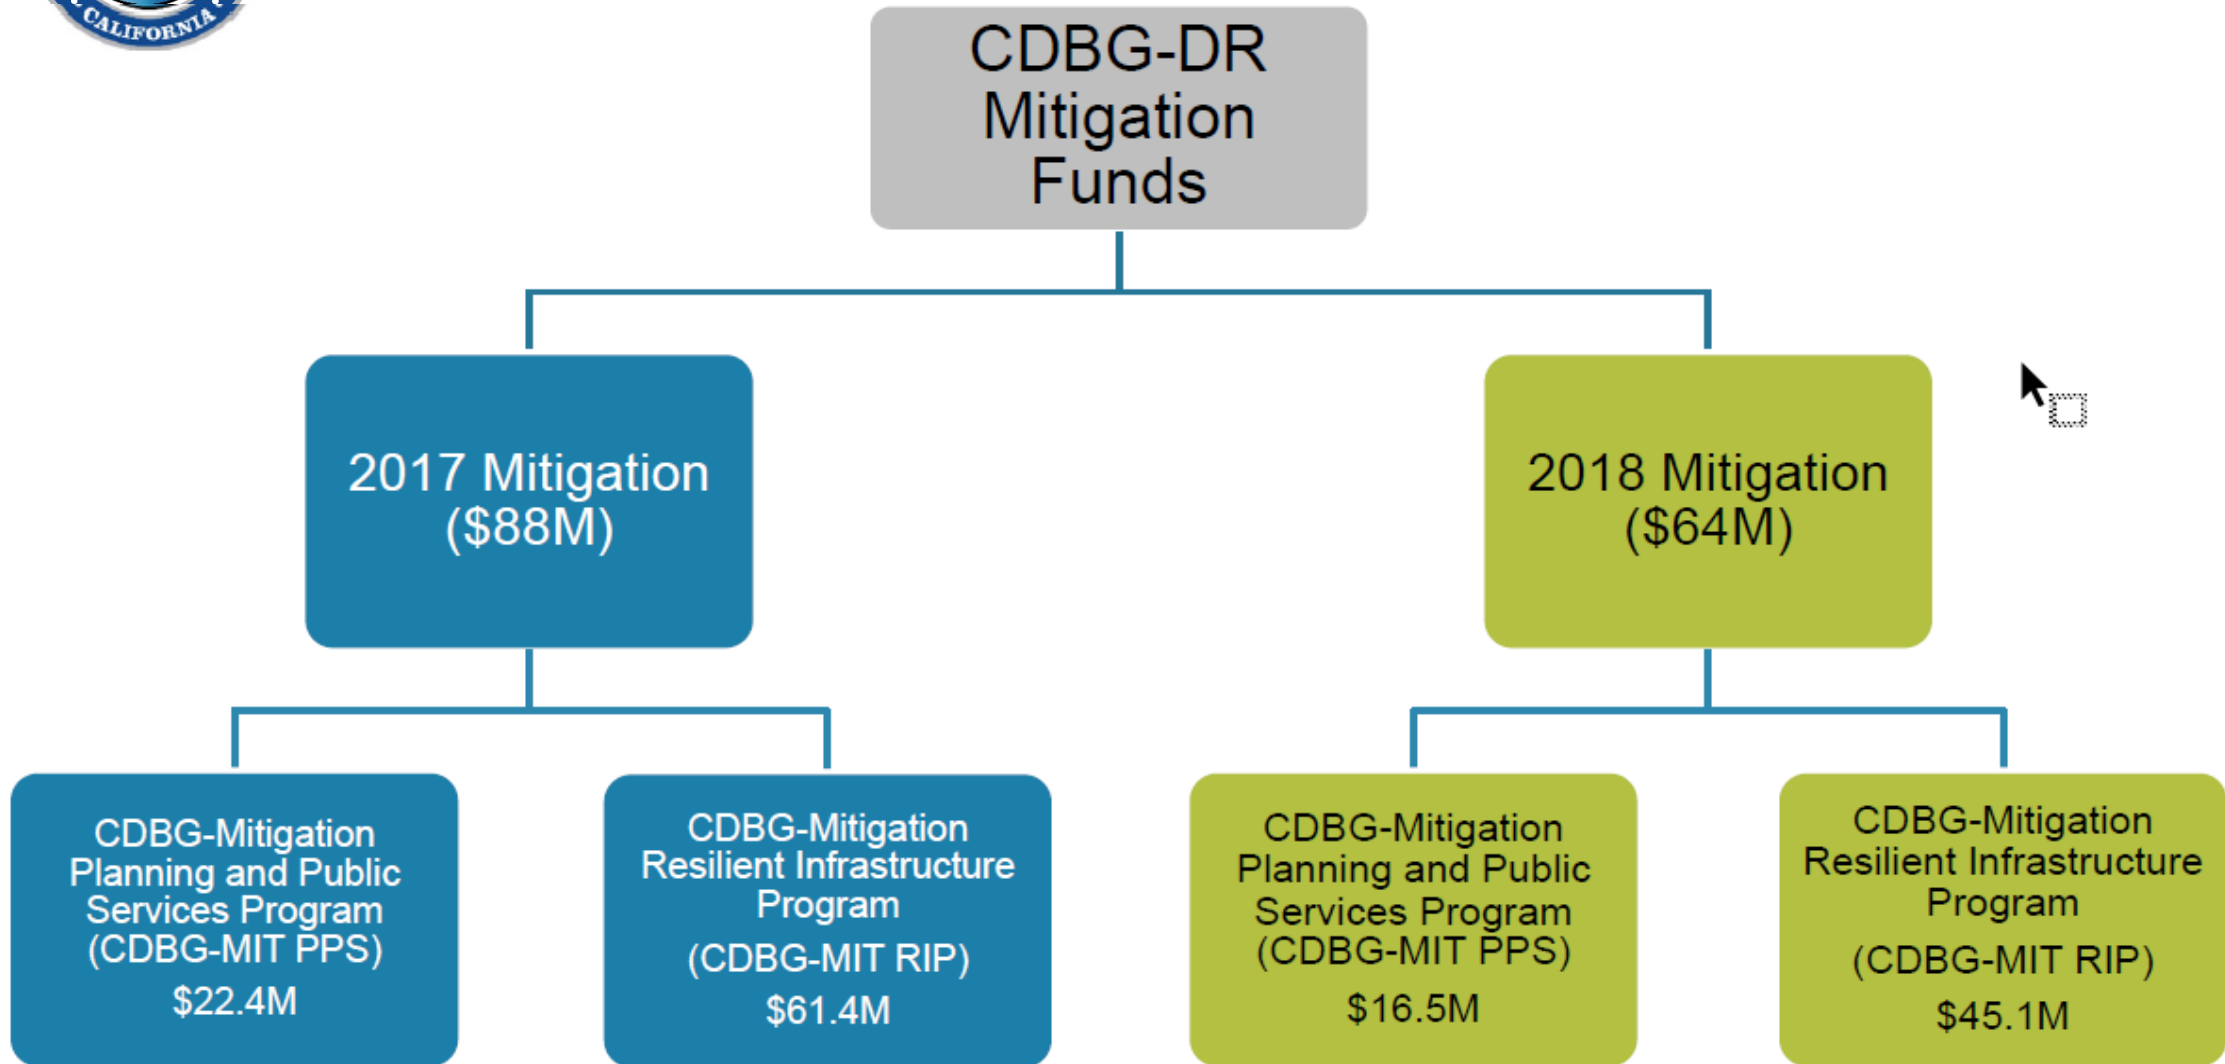 CALIFORNIA
CDBG-DR
Mitigation
Funds
2017 Mitigation
($88M)
2018 Mitigation
($64M)
CDBG-Mitigation
Planning and Public
Services Program
(CDBG-MIT PPS)
$22.4M
CDBG-Mitigation
Resilient Infrastructure
Program
(CDBG-MIT RIP)
$61.4M
CDBG-Mitigation
Planning and Public
Services Program
(CDBG-MIT PPS)
$16.5M
CDBG-Mitigation
Resilient Infrastructure
Program
(CDBG-MIT RIP)
$45.1M